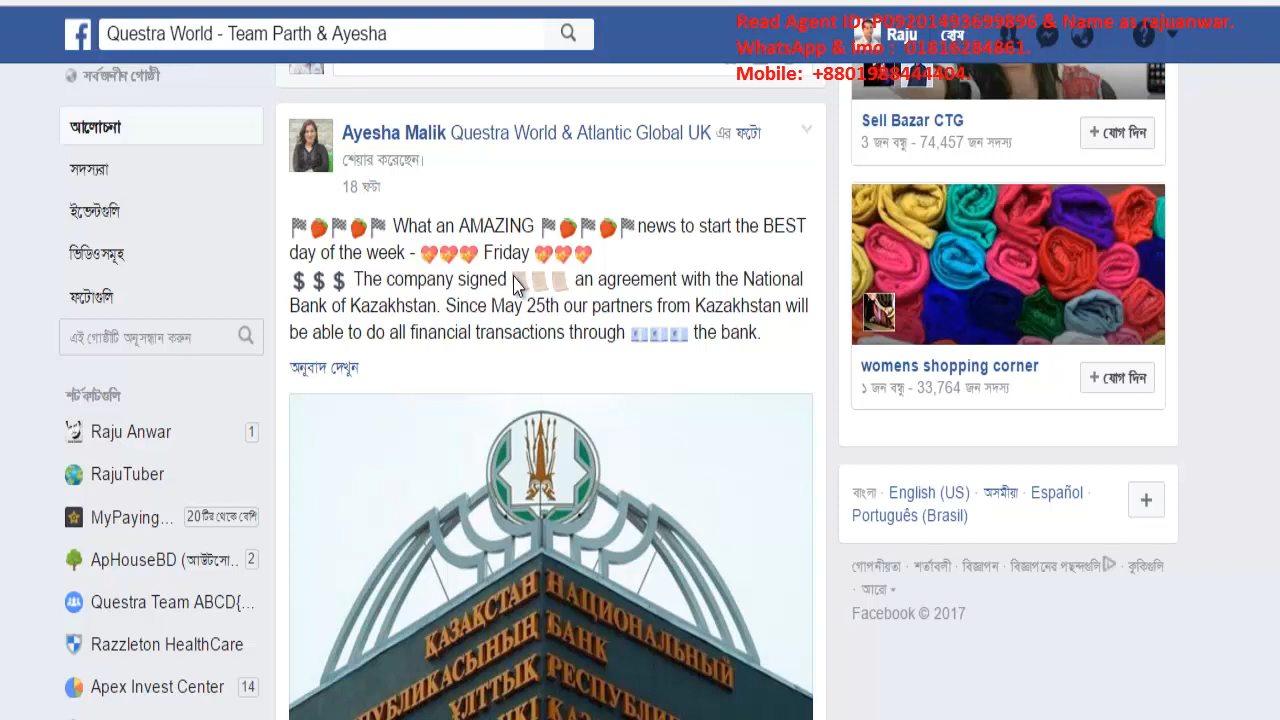 Read Agent ID: P09201493699896 & Name as rajuanwar.
WhatsApp & Imo : 01816284861.
Mobile: +8801988444404.
Questra World - Team Parth & Ayesha
Raju
হোম
সর্বজনীন গোষ্ঠী
আলোচনা
সদস্যরা
ইভেন্টগুলি
ভিডিওসমূহ
ফটোগুলি
এই গোষ্ঠীটি অনুসন্ধান করুন
শর্টকাটগুলি
Raju Anwar 1
RajuTuber
MyPaying... 20টির থেকে বেশি
ApHouseBD (আউটসো.. 2
Questra Team ABCD{...
Razzleton HealthCare
Apex Invest Center 14
Ayesha Malik Questra World & Atlantic Global UK এর ফটো
শেয়ার করেছেন।
18 ঘন্টা
What an AMAZING news to start the BEST
day of the week - Friday
$ $ $ The company signed an agreement with the National
Bank of Kazakhstan. Since May 25th our partners from Kazakhstan will
be able to do all financial transactions through the bank.
অনুবাদ দেখুন
ҚАЗАҚСТАН
РЕСПУБЛИКАСЫНЫҢ
ҰЛТТЫҚ
НАЦИОНАЛЬНЫЙ
БАНК
РЕСПУБЛИ
Sell Bazar CTG
3 জন বন্ধু - 74,457 জন সদস্য
+ যোগ দিন
womens shopping corner
১ জন বন্ধু - 33,764 জন সদস্য
+ যোগ দিন
বাংলা · English (US) · অসমীয়া · Español ·
Português (Brasil)
গোপনীয়তা · শর্তাবলী · বিজ্ঞাপন · বিজ্ঞাপনের পছন্দগুলি · কুকিগুলি
· আরো
Facebook © 2017